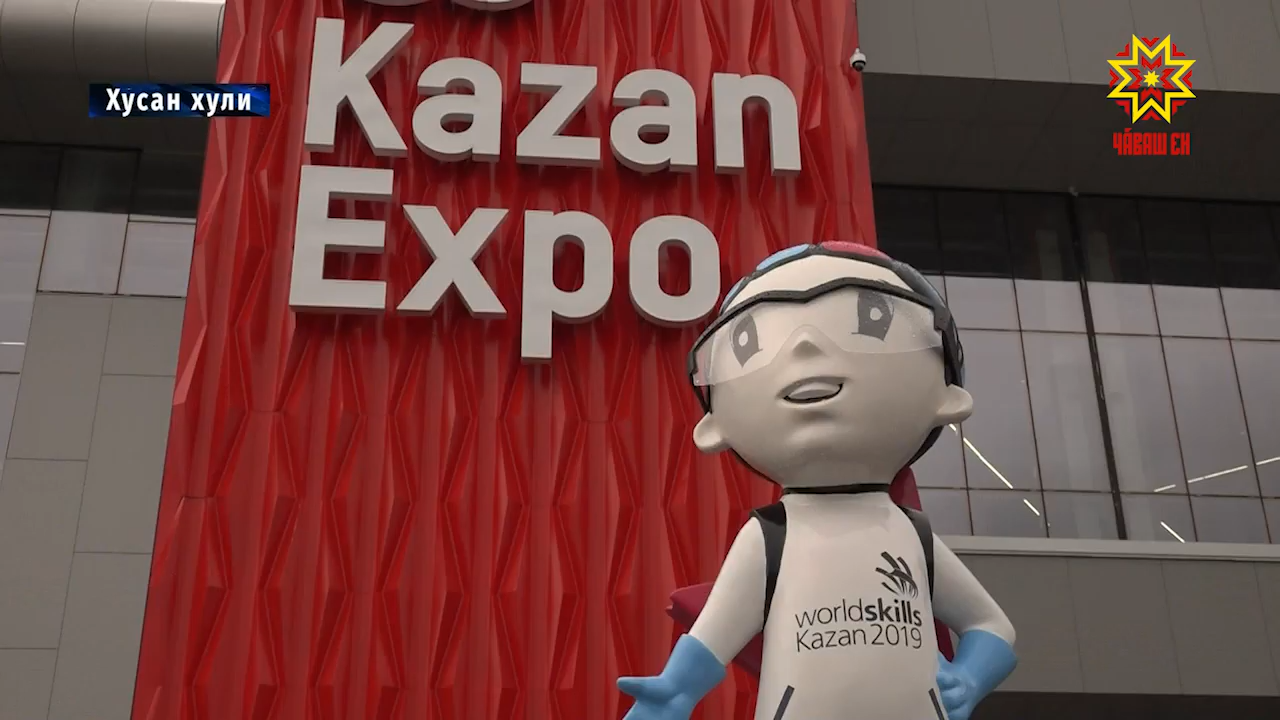 Хусан хули
Kazan
Expo
ЧӐВАШ ЕН
worldskills
Kazan 2019